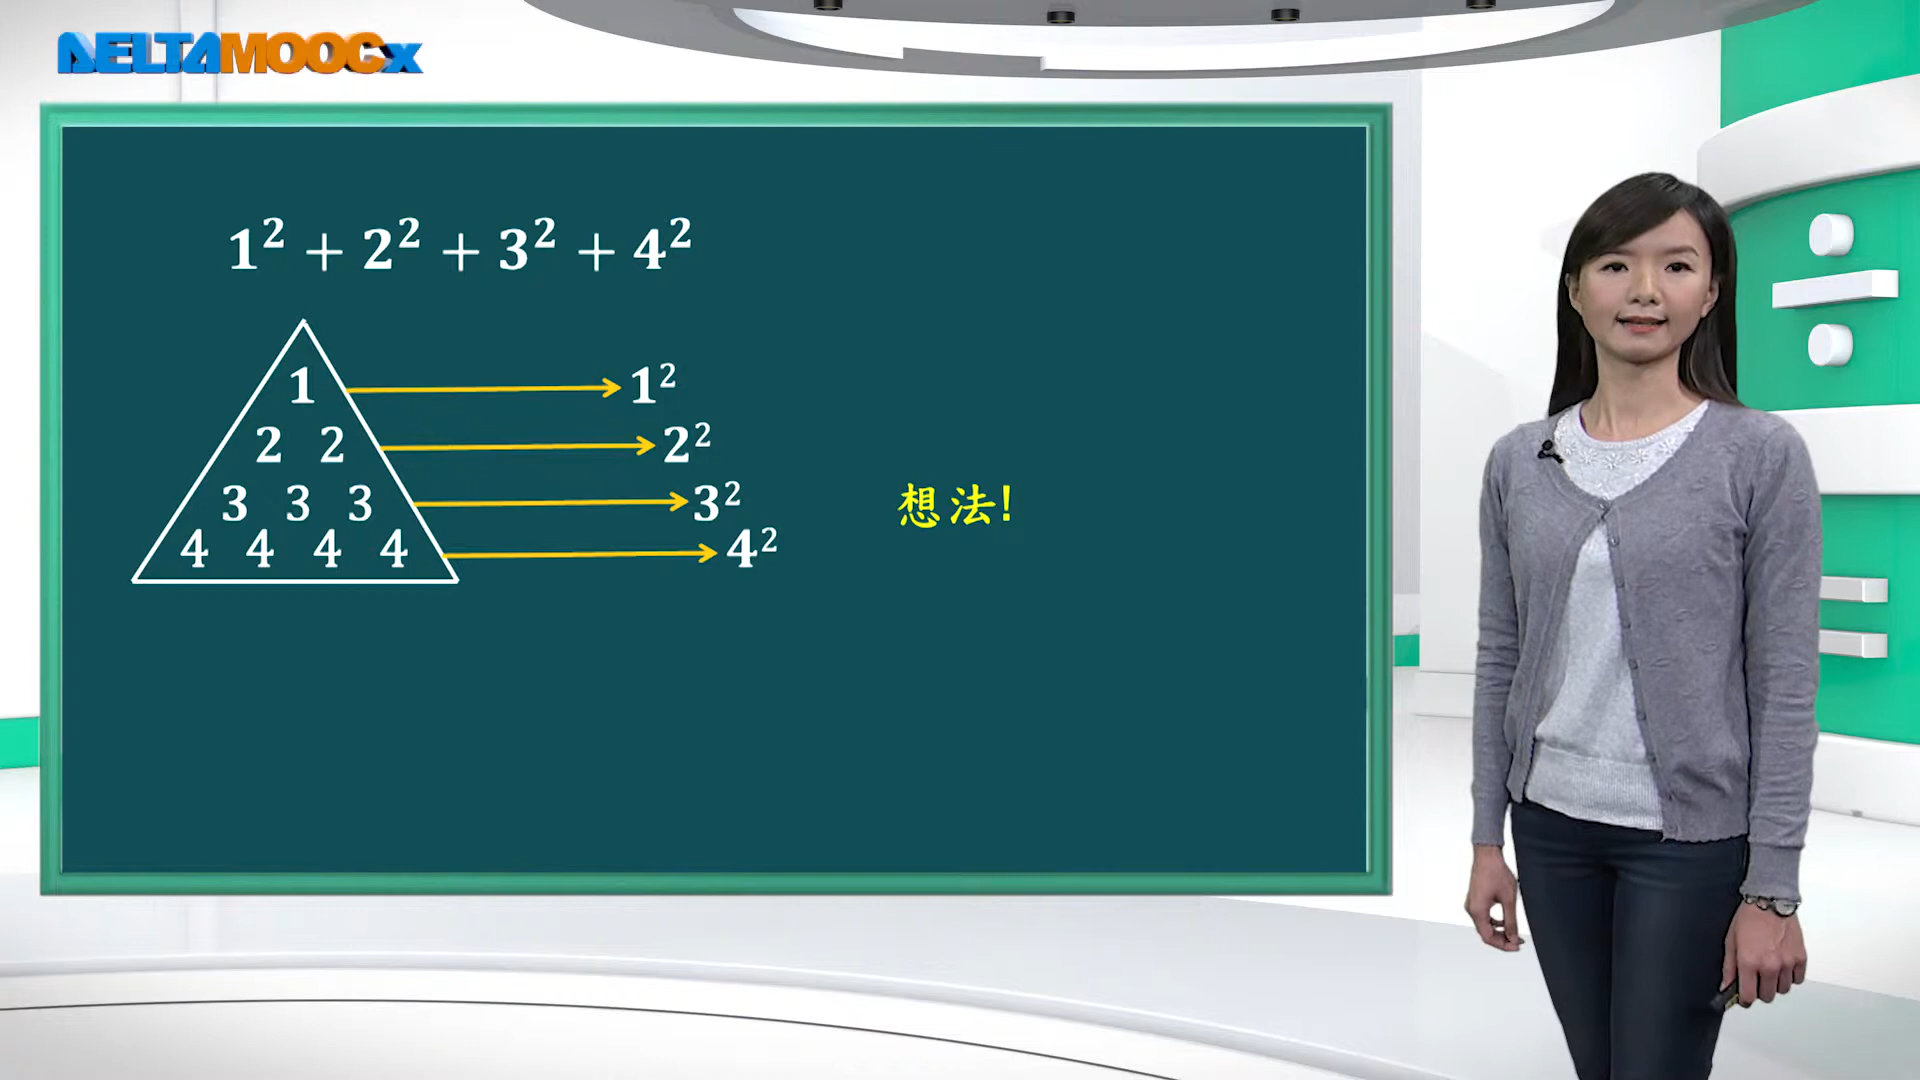 DELTAMOOCx
1² + 2² + 3² + 4²
1 1²
2 2 2²
3 3 3 3²
想法!
4 4 4 4 4²